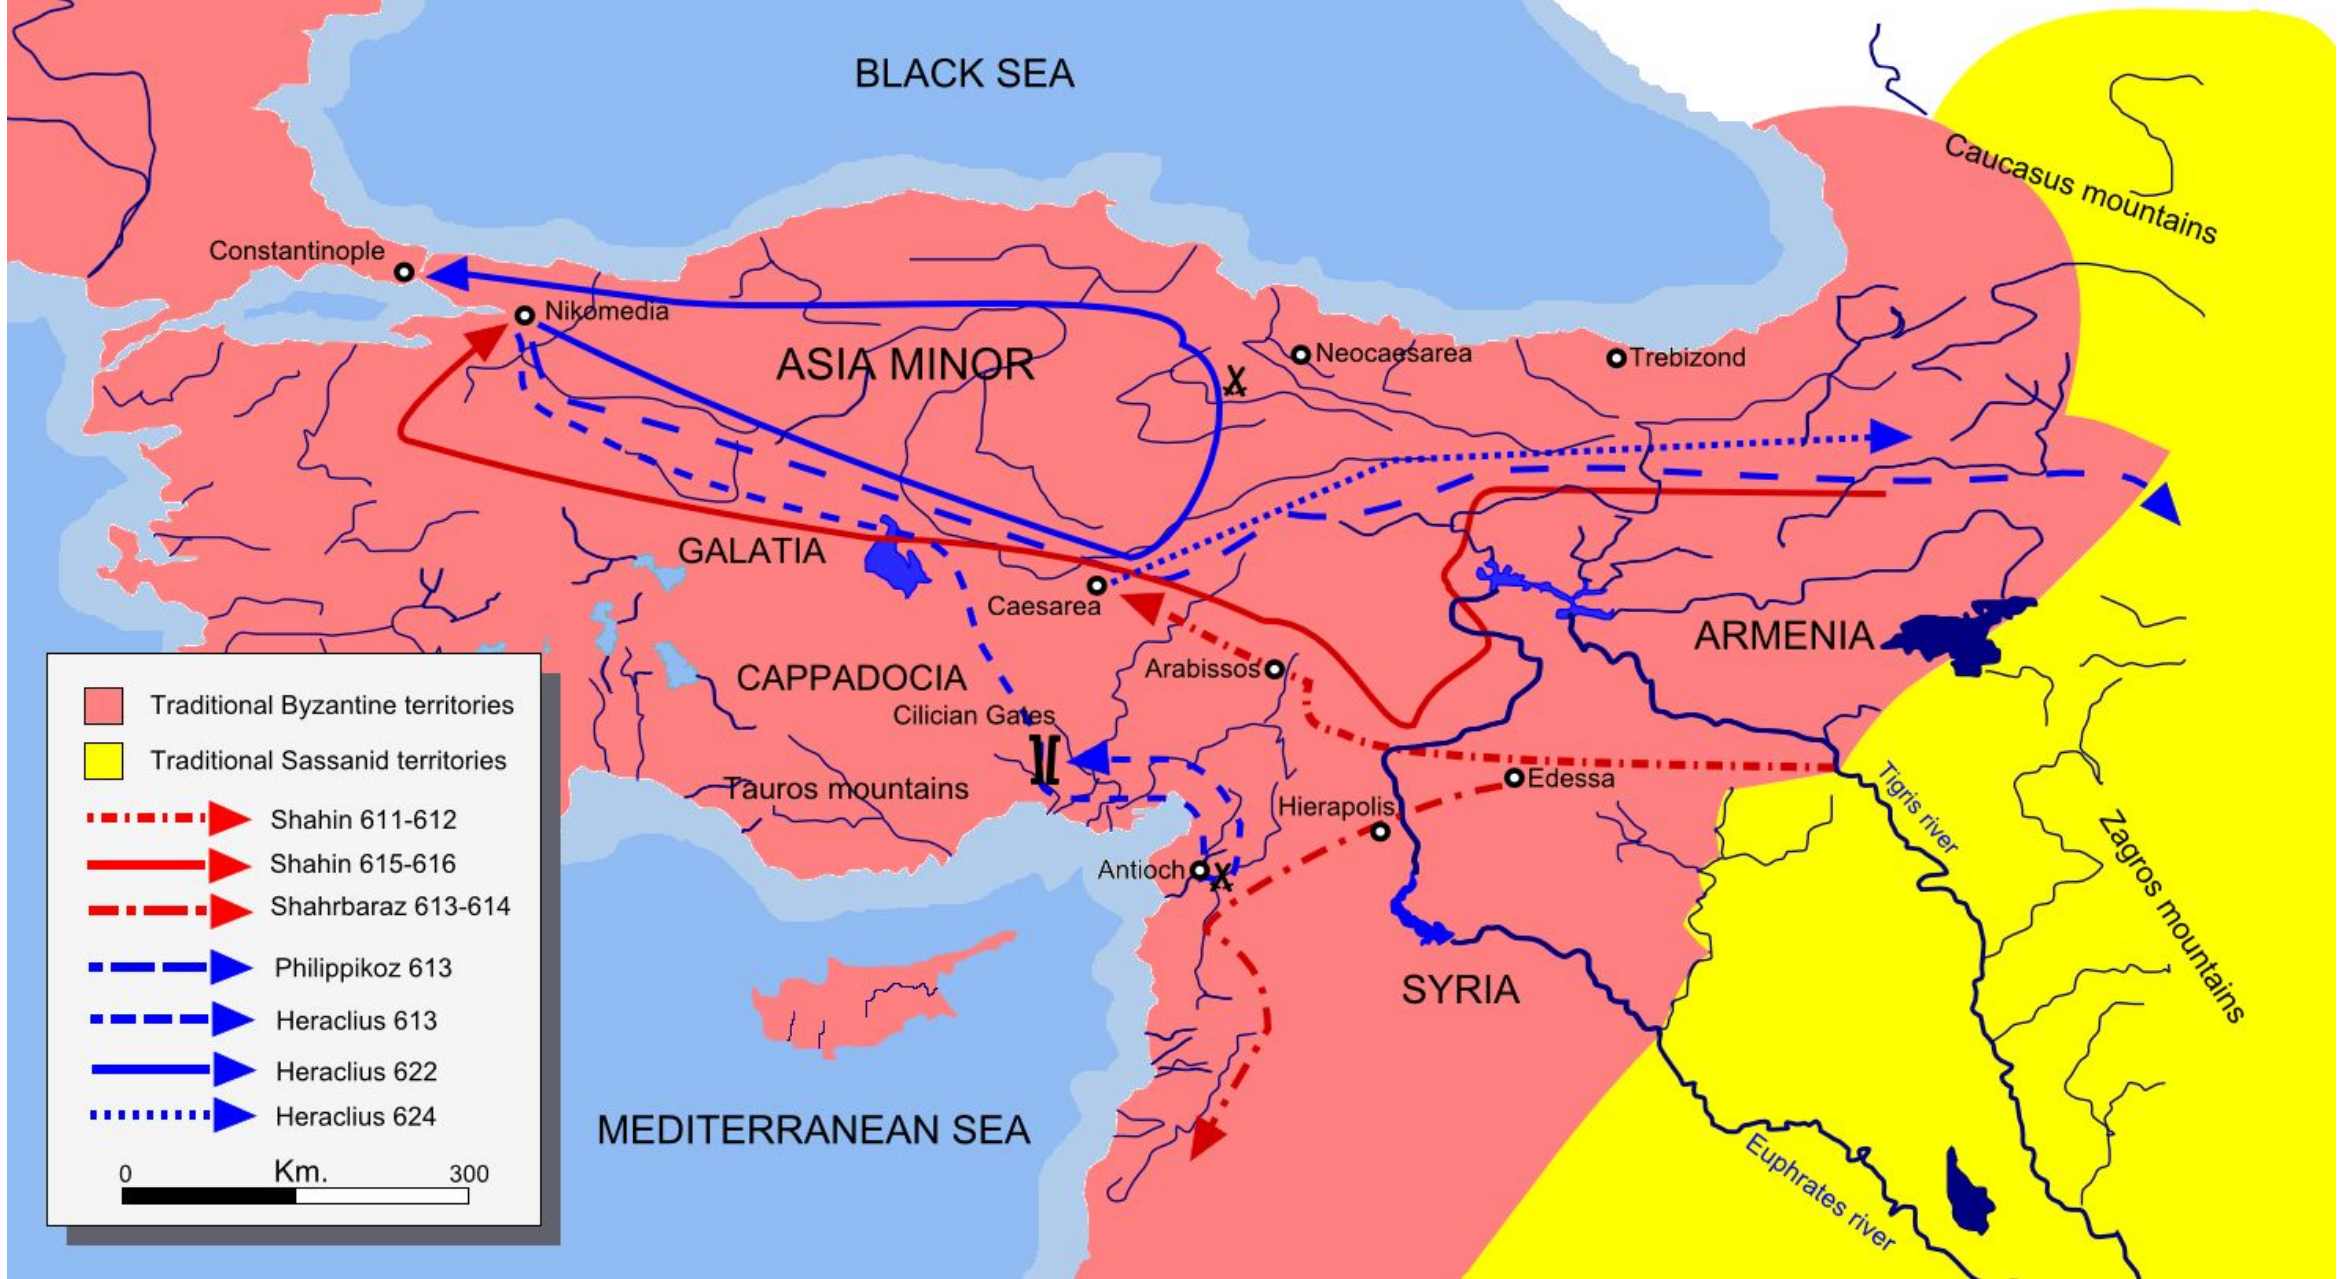 BLACK SEA
Caucasus mountains
Constantinople
Nikomedia
ASIA MINOR
Neocaesarea
Trebizond
GALATIA
Caesarea
ARMENIA
Arabissos
CAPPADOCIA
Cilician Gates
Tauros mountains
Edessa
Hierapolis
Tigris river
Zagros mountains
Antioch
SYRIA
MEDITERRANEAN SEA
Euphrates river
Traditional Byzantine territories
Traditional Sassanid territories
Shahin 611-612
Shahin 615-616
Shahrbaraz 613-614
Philippikoz 613
Heraclius 613
Heraclius 622
Heraclius 624
0 Km. 300